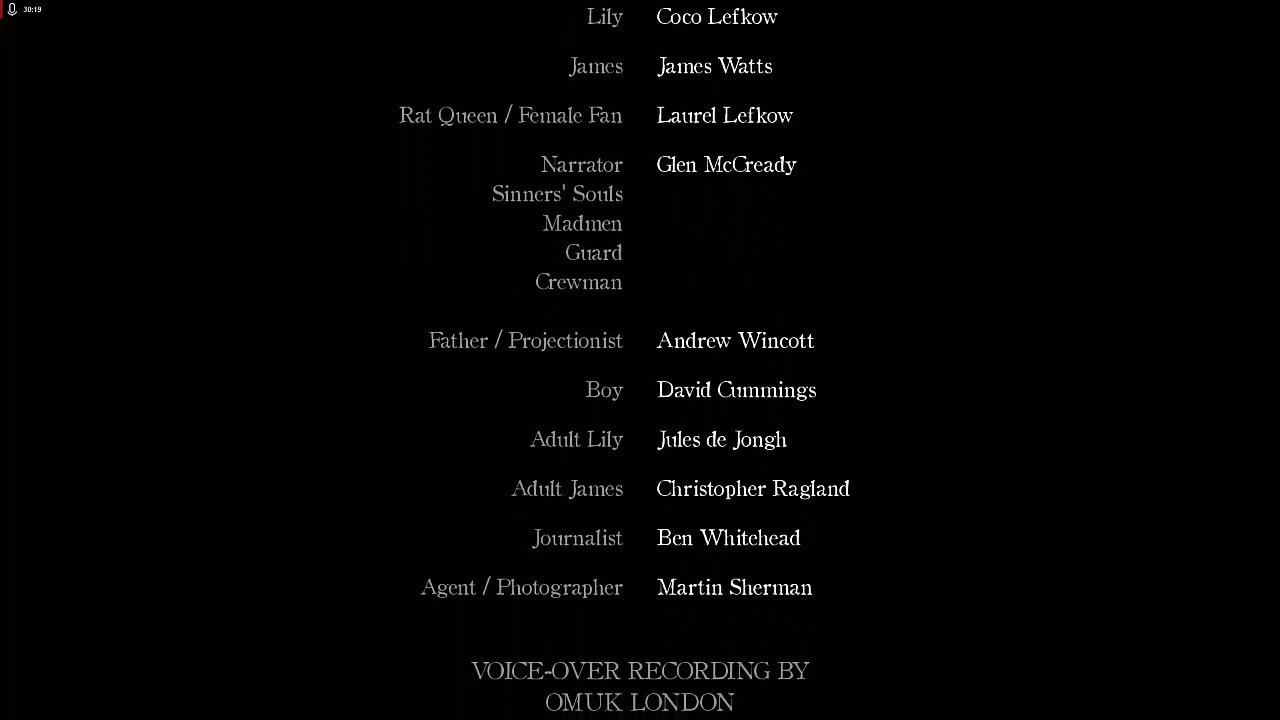 30:19
Lily Coco Lefkow
James James Watts
Rat Queen / Female Fan Laurel Lefkow
Narrator Glen McCready
Sinners' Souls
Madmen
Guard
Crewman
Father / Projectionist Andrew Wincott
Boy David Cummings
Adult Lily Jules de Jongh
Adult James Christopher Ragland
Journalist Ben Whitehead
Agent / Photographer Martin Sherman
VOICE-OVER RECORDING BY
OMUK LONDON